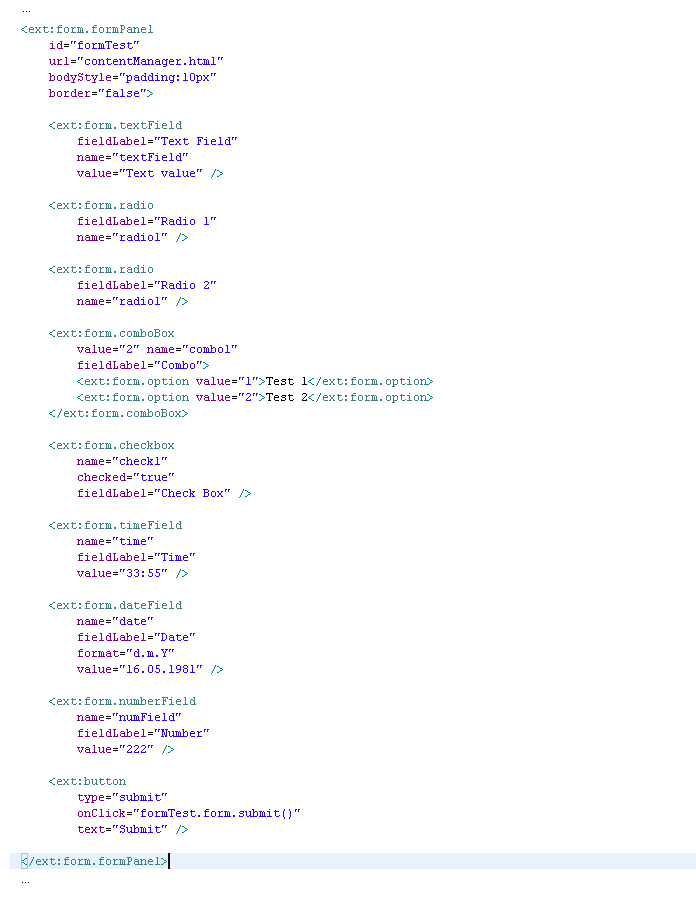 ...
<ext:form.formPanel
id="formTest"
url="contentManager.html"
bodyStyle="padding:10px"
border="false">
<ext:form.textField
fieldLabel="Text Field"
name="textField"
value="Text value" />
<ext:form.radio
fieldLabel="Radio 1"
name="radio1" />
<ext:form.radio
fieldLabel="Radio 2"
name="radio1" />
<ext:form.comboBox
value="2" name="combo1"
fieldLabel="Combo">
<ext:form.option value="1">Test 1</ext:form.option>
<ext:form.option value="2">Test 2</ext:form.option>
</ext:form.comboBox>
<ext:form.checkbox
name="check1"
checked="true"
fieldLabel="Check Box" />
<ext:form.timeField
name="time"
fieldLabel="Time"
value="33:55" />
<ext:form.dateField
name="date"
fieldLabel="Date"
format="d.m.Y"
value="16.05.1981" />
<ext:form.numberField
name="numField"
fieldLabel="Number"
value="222" />
<ext:button
type="submit"
onClick="formTest.form.submit()"
text="Submit" />
</ext:form.formPanel>
...